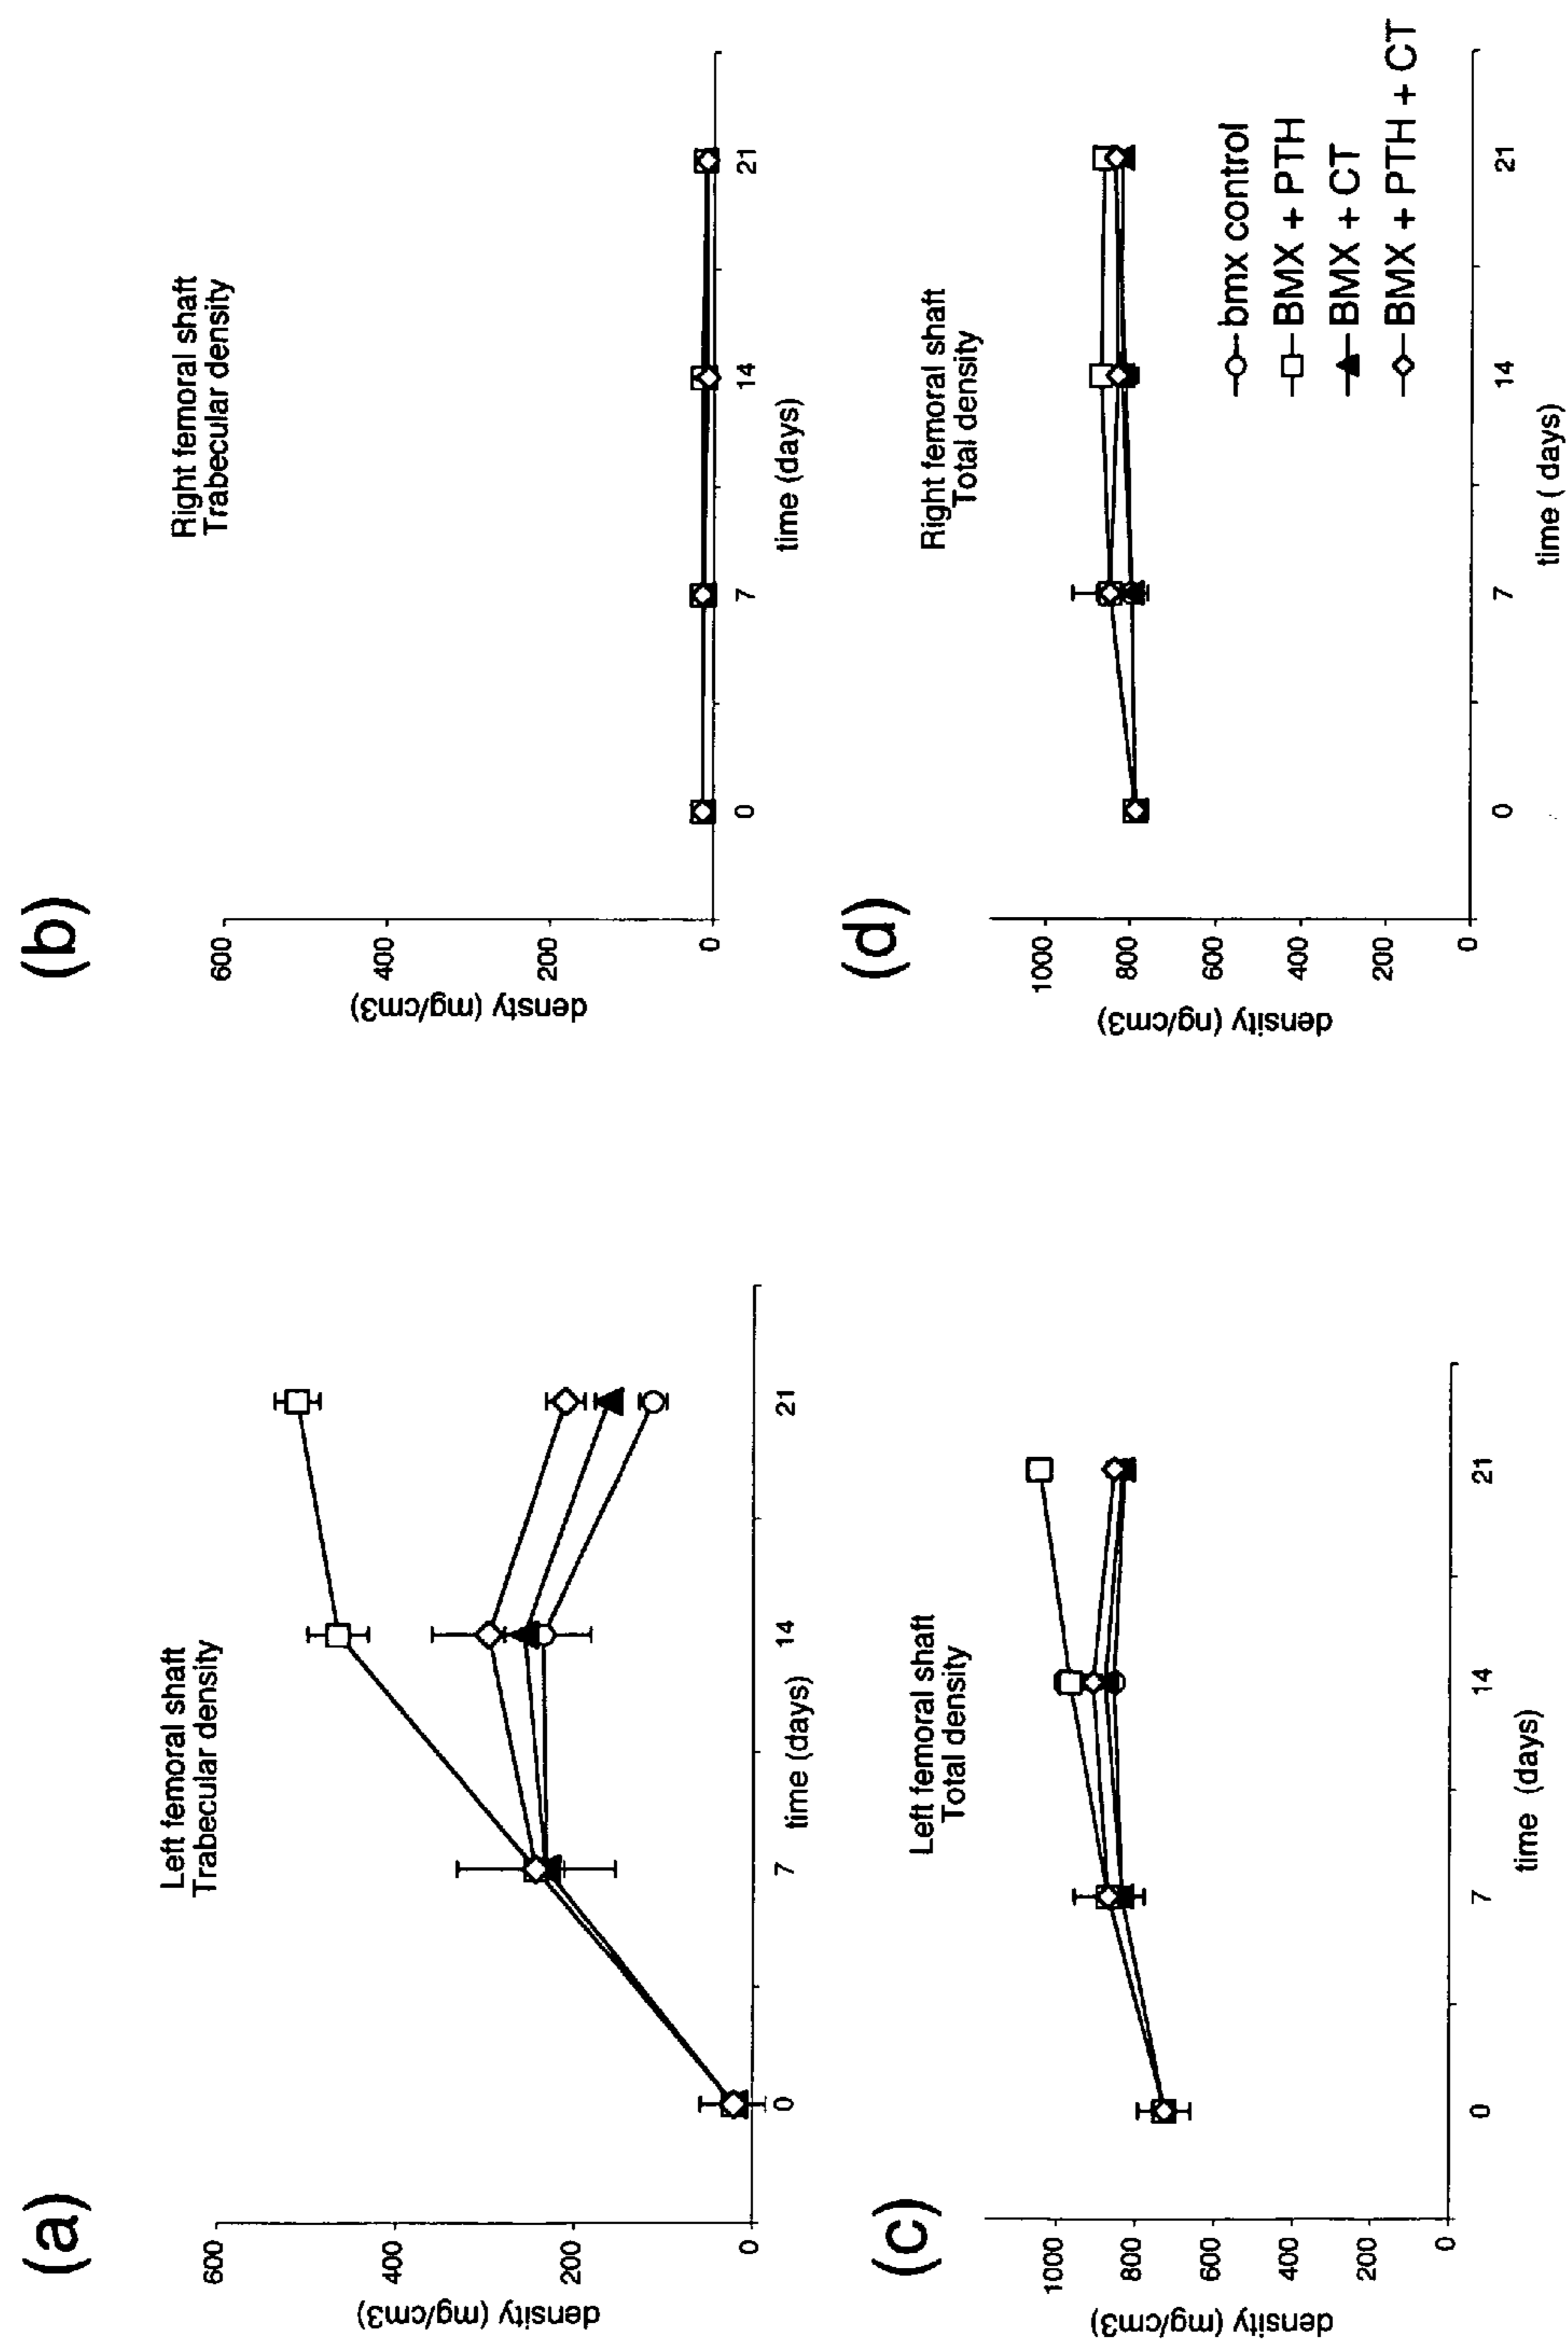 (a)
Left femoral shaft
Trabecular density
density (mg/cm3)
600
400
200
0
0
7
14
21
time (days)
(b)
Right femoral shaft
Trabecular density
density (mg/cm3)
600
400
200
0
0
7
14
21
time (days)
(c)
Left femoral shaft
Total density
density (mg/cm3)
1000
800
600
400
200
0
0
7
14
21
time (days)
(d)
Right femoral shaft
Total density
density (ng/cm3)
1000
800
600
400
200
0
0
7
14
21
time ( days)
bmx control
BMX + PTH
BMX + CT
BMX + PTH + CT